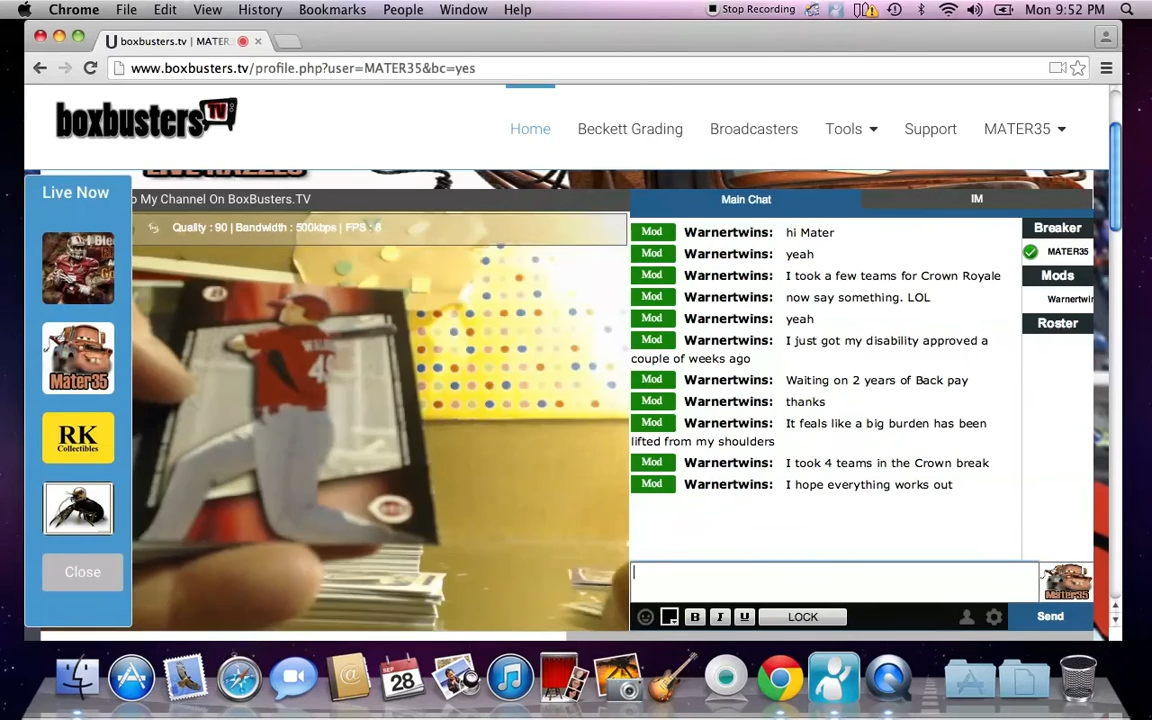 Chrome File Edit View History Bookmarks People Window Help Stop Recording Mon 9:52 PM
boxbusters.tv | MATER
www.boxbusters.tv/profile.php?user=MATER35&bc=yes
boxbusters TV
Home Beckett Grading Broadcasters Tools Support MATER35
LIVE RAZZLES
Live Now
o My Channel On BoxBusters.TV
Main Chat IM
Quality : 90 | Bandwidth : 500kbps | FPS : 8
Mod Warnertwins: hi Mater
Mod Warnertwins: yeah
Mod Warnertwins: I took a few teams for Crown Royale
Mod Warnertwins: now say something. LOL
Mod Warnertwins: yeah
Mod Warnertwins: I just got my disability approved a
couple of weeks ago
Mod Warnertwins: Waiting on 2 years of Back pay
Mod Warnertwins: thanks
Mod Warnertwins: It feals like a big burden has been
lifted from my shoulders
Mod Warnertwins: I took 4 teams in the Crown break
Mod Warnertwins: I hope everything works out
Breaker
MATER35
Mods
Warnertwin
Roster
Mater35
RK
Collectibles
Close
Mater35
B I U LOCK Send
SEP
28